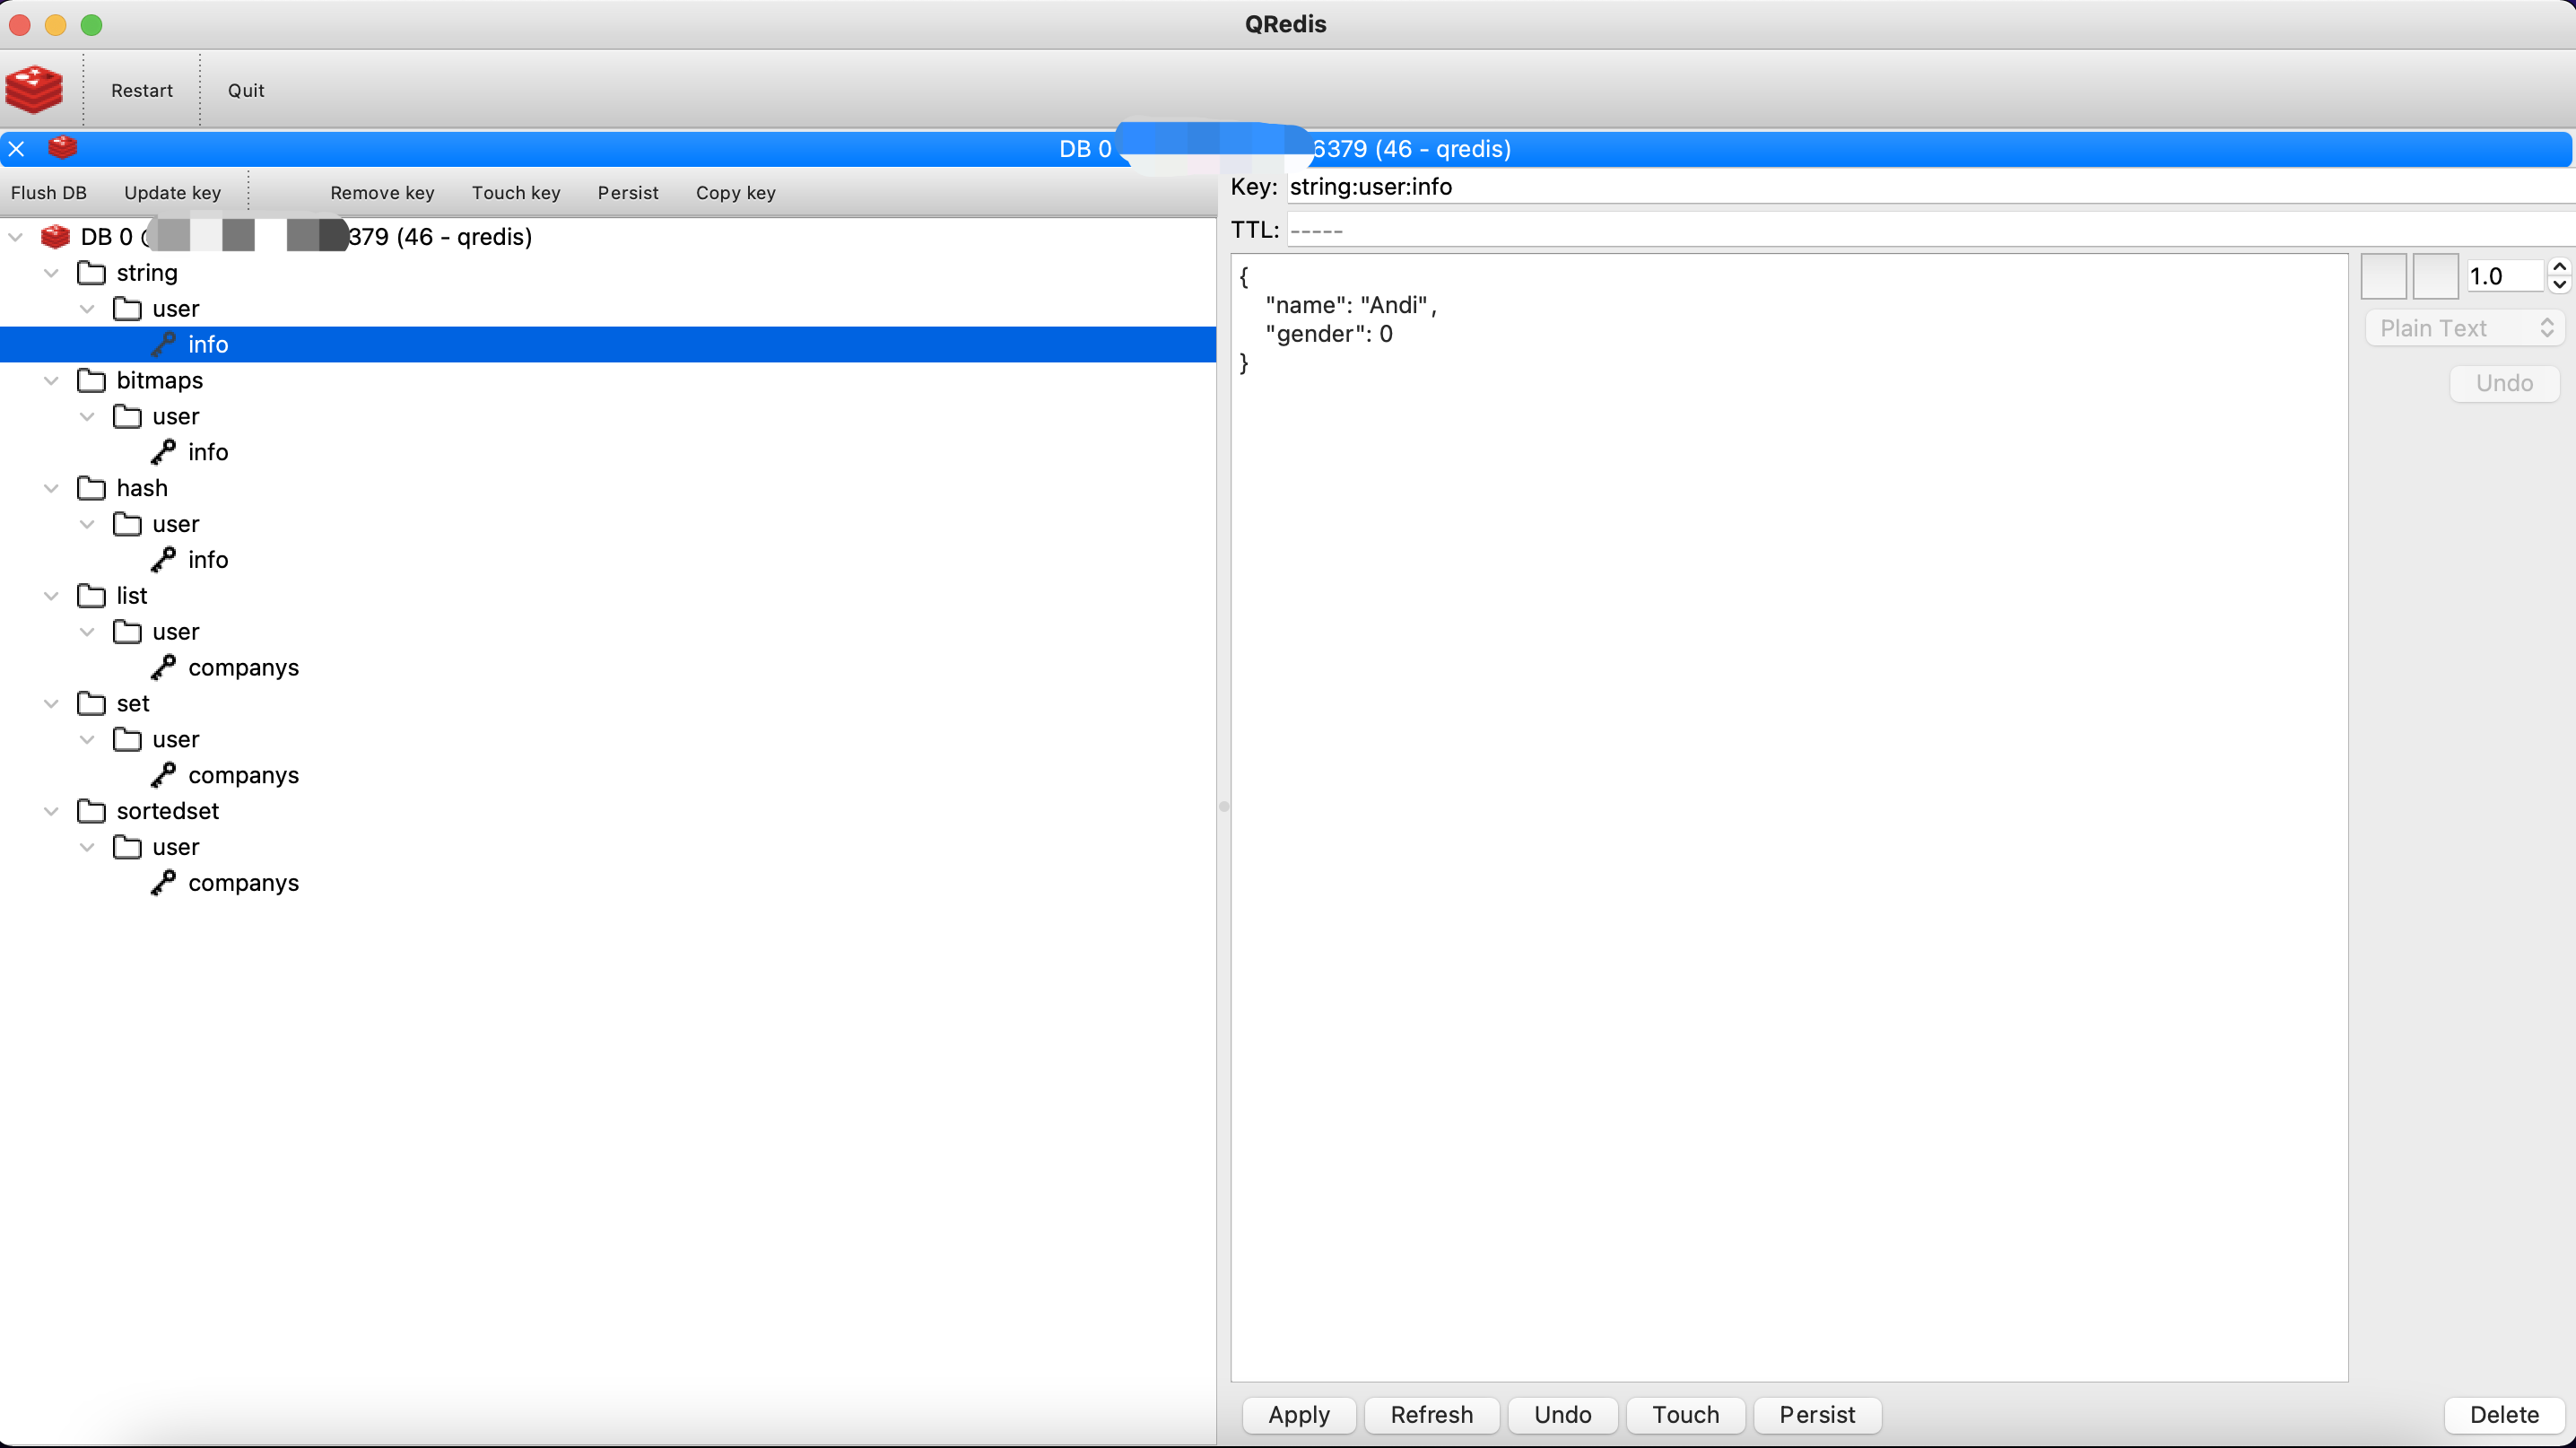 QRedis
Restart Quit
DB 0 6379 (46 - qredis)
Flush DB Update key Remove key Touch key Persist Copy key
Key: string:user:info
TTL: -----
DB 0 379 (46 - qredis)
string
user
info
bitmaps
user
info
hash
user
info
list
user
companys
set
user
companys
sortedset
user
companys
{
"name": "Andi",
"gender": 0
}
1.0
Plain Text
Undo
Apply Refresh Undo Touch Persist Delete